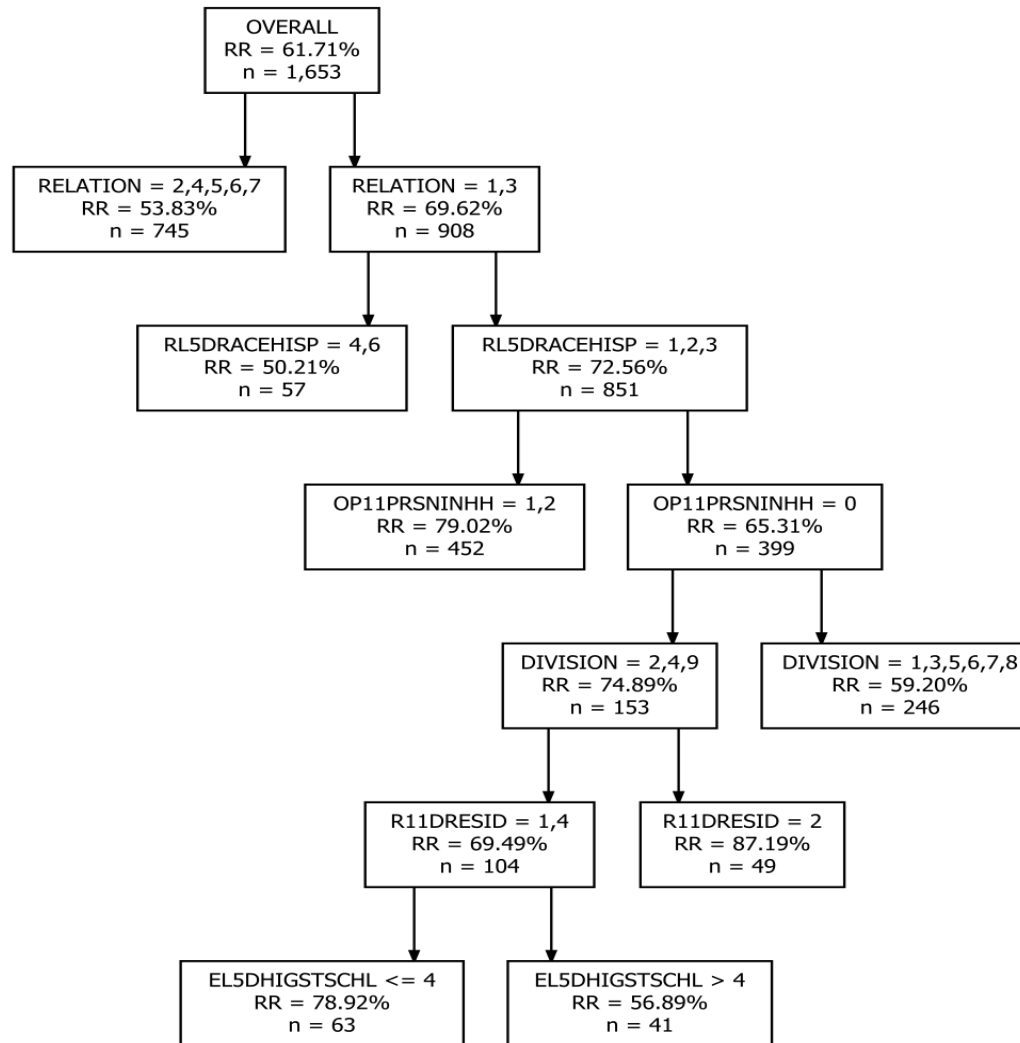 OVERALL
RR = 61.71%
n = 1,653
RELATION = 2,4,5,6,7
RR = 53.83%
n = 745
RELATION = 1,3
RR = 69.62%
n = 908
RL5DRACEHISP = 4,6
RR = 50.21%
n = 57
RL5DRACEHISP = 1,2,3
RR = 72.56%
n = 851
OP11PRSNINHH = 1,2
RR = 79.02%
n = 452
OP11PRSNINHH = 0
RR = 65.31%
n = 399
DIVISION = 2,4,9
RR = 74.89%
n = 153
DIVISION = 1,3,5,6,7,8
RR = 59.20%
n = 246
R11DRESID = 1,4
RR = 69.49%
n = 104
R11DRESID = 2
RR = 87.19%
n = 49
EL5DHIGSTSCHL <= 4
RR = 78.92%
n = 63
EL5DHIGSTSCHL > 4
RR = 56.89%
n = 41